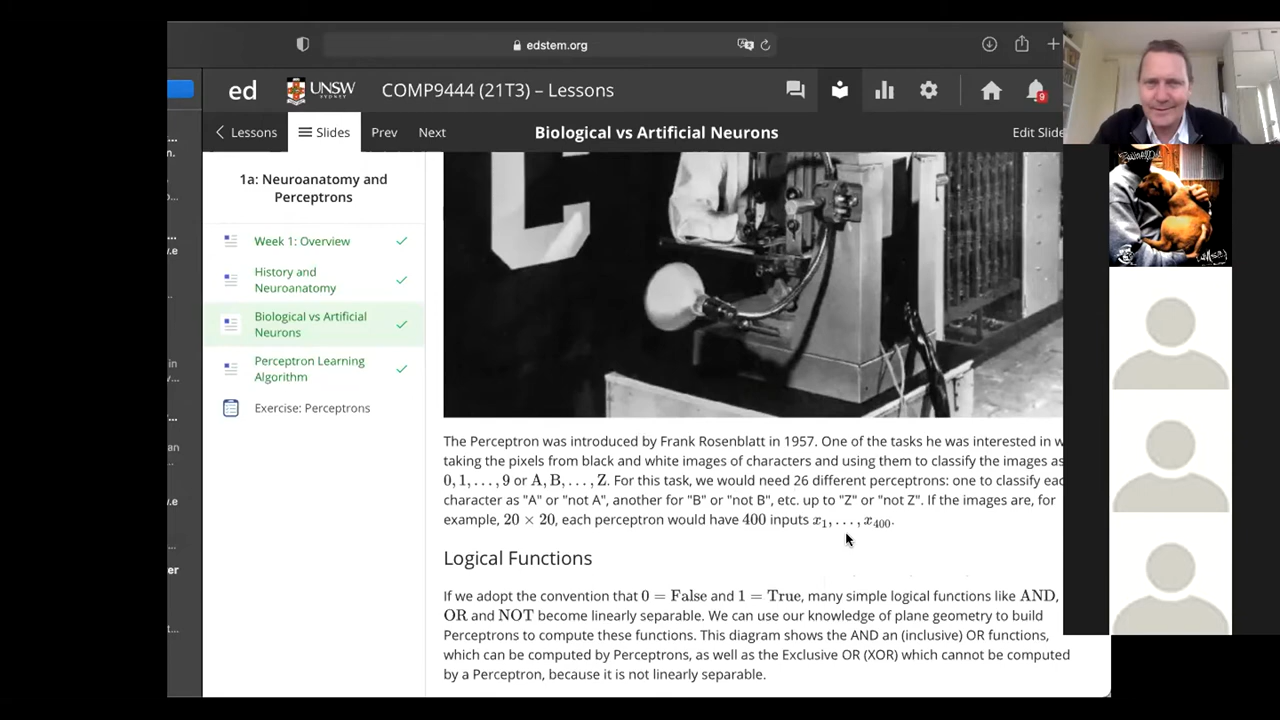 edstem.org
ed UNSW SYDNEY COMP9444 (21T3) – Lessons 9
Lessons Slides Prev Next Biological vs Artificial Neurons Edit Slide
1a: Neuroanatomy and
Perceptrons
Week 1: Overview
History and
Neuroanatomy
Biological vs Artificial
Neurons
Perceptron Learning
Algorithm
Exercise: Perceptrons
The Perceptron was introduced by Frank Rosenblatt in 1957. One of the tasks he was interested in w
taking the pixels from black and white images of characters and using them to classify the images as
0, 1, . . . , 9 or A, B, . . . , Z. For this task, we would need 26 different perceptrons: one to classify eac
character as "A" or "not A", another for "B" or "not B", etc. up to "Z" or "not Z". If the images are, for
example, 20 × 20, each perceptron would have 400 inputs x₁, . . . , x₄₀₀.
Logical Functions
If we adopt the convention that 0 = False and 1 = True, many simple logical functions like AND,
OR and NOT become linearly separable. We can use our knowledge of plane geometry to build
Perceptrons to compute these functions. This diagram shows the AND an (inclusive) OR functions,
which can be computed by Perceptrons, as well as the Exclusive OR (XOR) which cannot be computed
by a Perceptron, because it is not linearly separable.